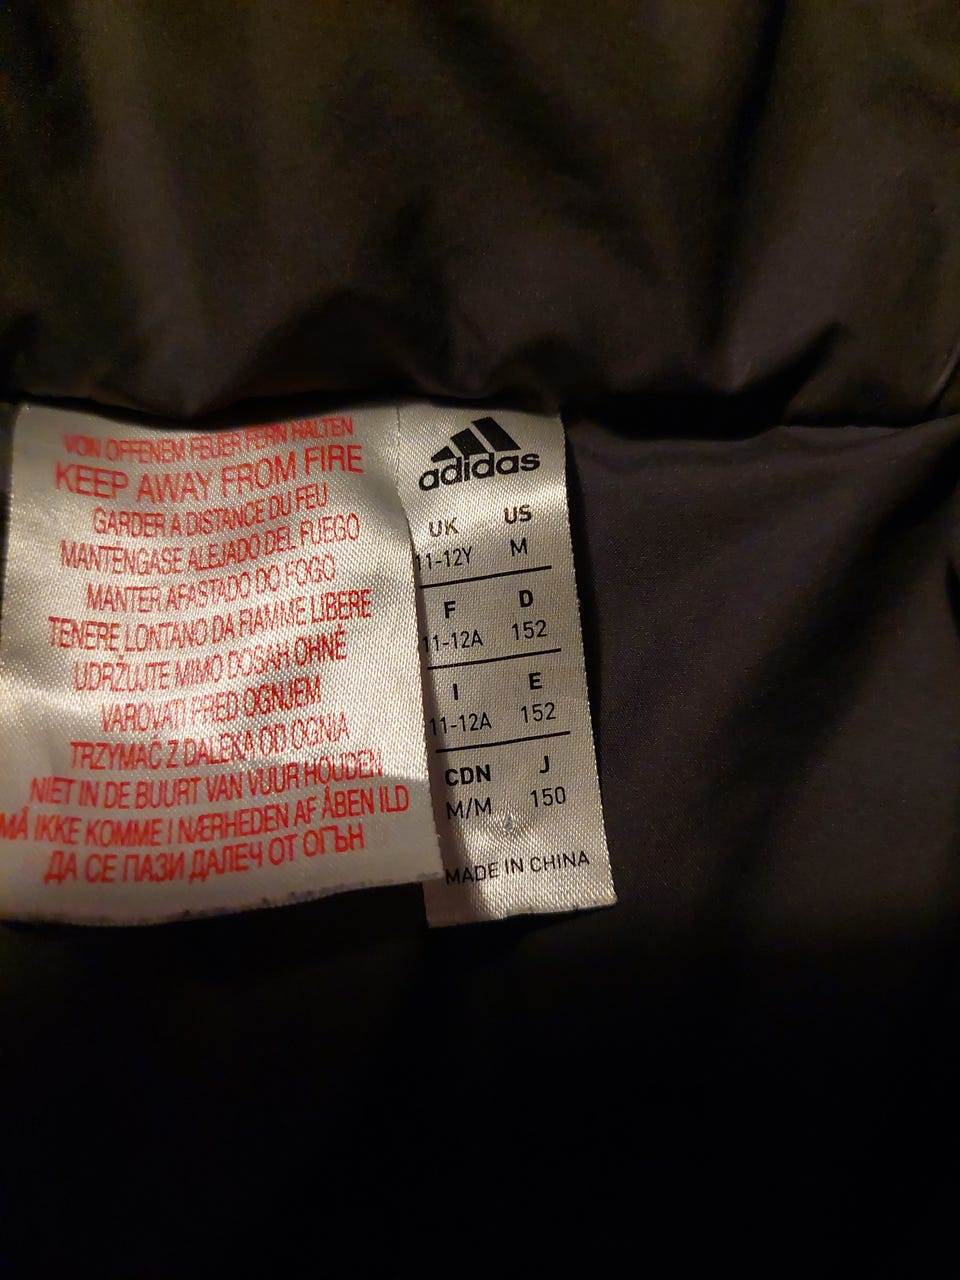 VON OFFENEM FEUER FERN HALTEN
KEEP AWAY FROM FIRE
GARDER A DISTANCE DU FEU
MANTENGASE ALEJADO DEL FUEGO
MANTER AFASTADO DO FOGO
TENERE LONTANO DA FIAMME LIBERE
UDRŽUJTE MIMO DOSAH OHNĚ
VAROVATI PRED OGNJEM
TRZYMAĆ Z DALEKA OD OGNIA
NIET IN DE BUURT VAN VUUR HOUDEN
MÅ IKKE KOMME I NÆRHEDEN AF ÅBEN ILD
ДА СЕ ПАЗИ ДАЛЕЧ ОТ ОГЪН
adidas
UK US
11-12Y M
F D
11-12A 152
I E
11-12A 152
CDN J
M/M 150
MADE IN CHINA